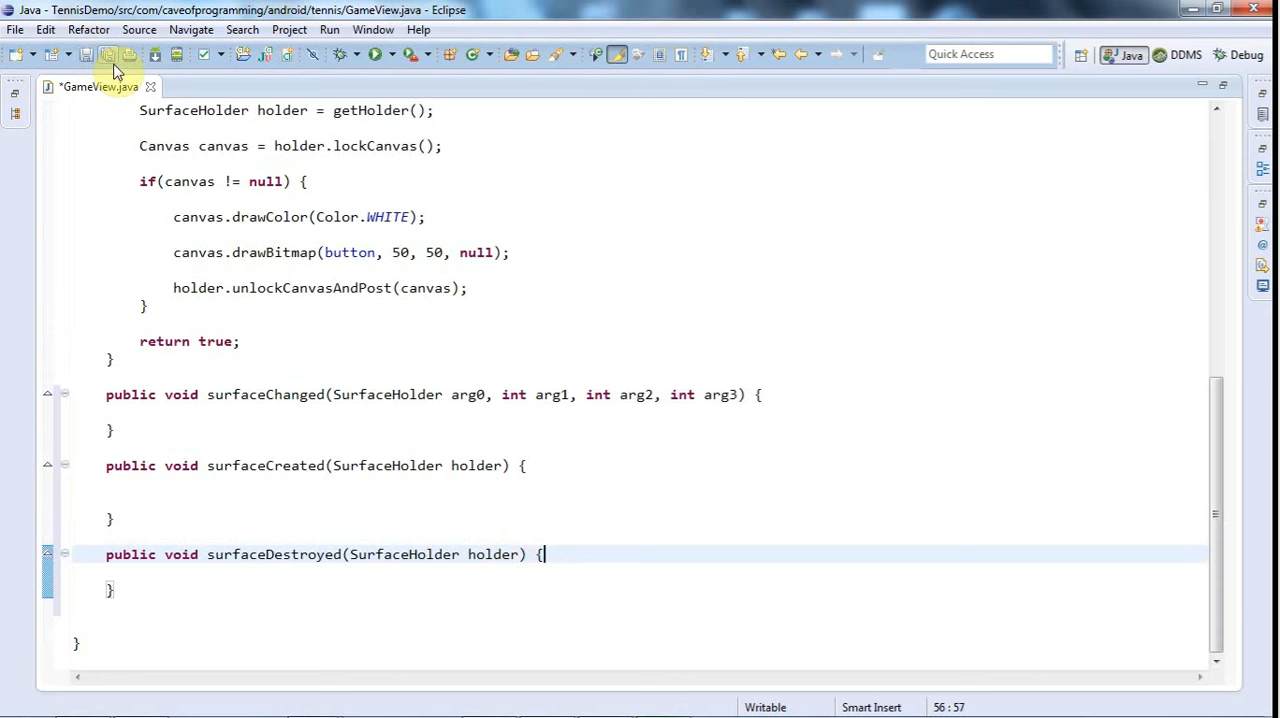 Java - TennisDemo/src/com/caveofprogramming/android/tennis/GameView.java - Eclipse
File Edit Refactor Source Navigate Search Project Run Window Help
Quick Access Java DDMS Debug
*GameView.java
SurfaceHolder holder = getHolder();
Canvas canvas = holder.lockCanvas();
if(canvas != null) {
canvas.drawColor(Color.WHITE);
canvas.drawBitmap(button, 50, 50, null);
holder.unlockCanvasAndPost(canvas);
}
return true;
}
public void surfaceChanged(SurfaceHolder arg0, int arg1, int arg2, int arg3) {
}
public void surfaceCreated(SurfaceHolder holder) {
}
public void surfaceDestroyed(SurfaceHolder holder) {
}
}
Writable Smart Insert 56 : 57